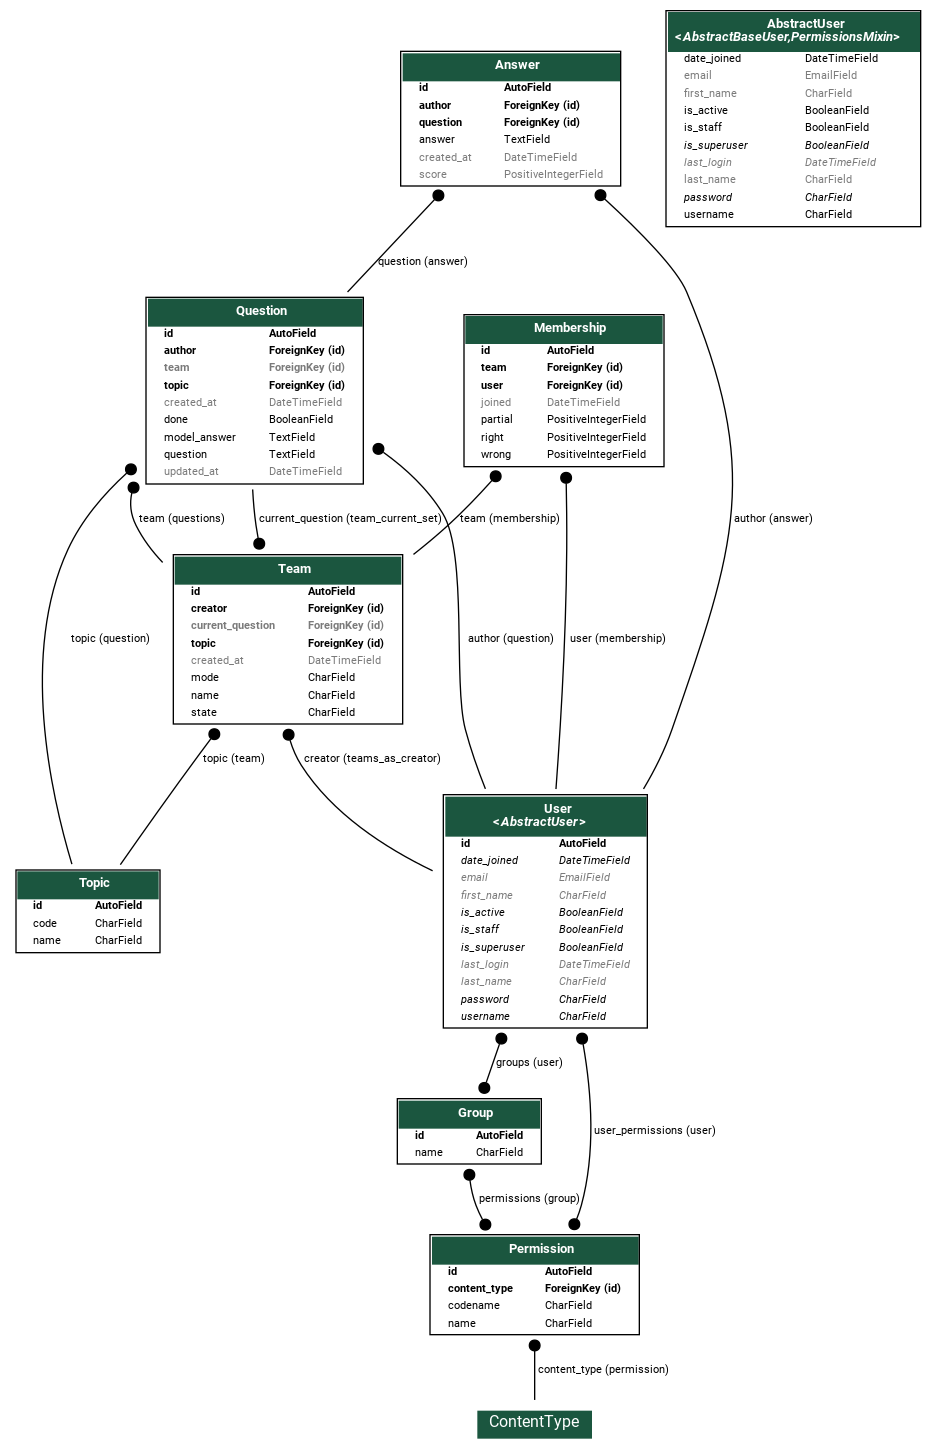 AbstractUser
<AbstractBaseUser,PermissionsMixin>
date_joined DateTimeField
email EmailField
first_name CharField
is_active BooleanField
is_staff BooleanField
is_superuser BooleanField
last_login DateTimeField
last_name CharField
password CharField
username CharField
Answer
id AutoField
author ForeignKey (id)
question ForeignKey (id)
answer TextField
created_at DateTimeField
score PositiveIntegerField
question (answer)
Question
id AutoField
author ForeignKey (id)
team ForeignKey (id)
topic ForeignKey (id)
created_at DateTimeField
done BooleanField
model_answer TextField
question TextField
updated_at DateTimeField
Membership
id AutoField
team ForeignKey (id)
user ForeignKey (id)
joined DateTimeField
partial PositiveIntegerField
right PositiveIntegerField
wrong PositiveIntegerField
team (questions)
current_question (team_current_set)
team (membership)
author (answer)
Team
id AutoField
creator ForeignKey (id)
current_question ForeignKey (id)
topic ForeignKey (id)
created_at DateTimeField
mode CharField
name CharField
state CharField
topic (question)
author (question)
user (membership)
topic (team)
creator (teams_as_creator)
User
<AbstractUser>
id AutoField
date_joined DateTimeField
email EmailField
first_name CharField
is_active BooleanField
is_staff BooleanField
is_superuser BooleanField
last_login DateTimeField
last_name CharField
password CharField
username CharField
Topic
id AutoField
code CharField
name CharField
groups (user)
Group
id AutoField
name CharField
user_permissions (user)
permissions (group)
Permission
id AutoField
content_type ForeignKey (id)
codename CharField
name CharField
content_type (permission)
ContentType